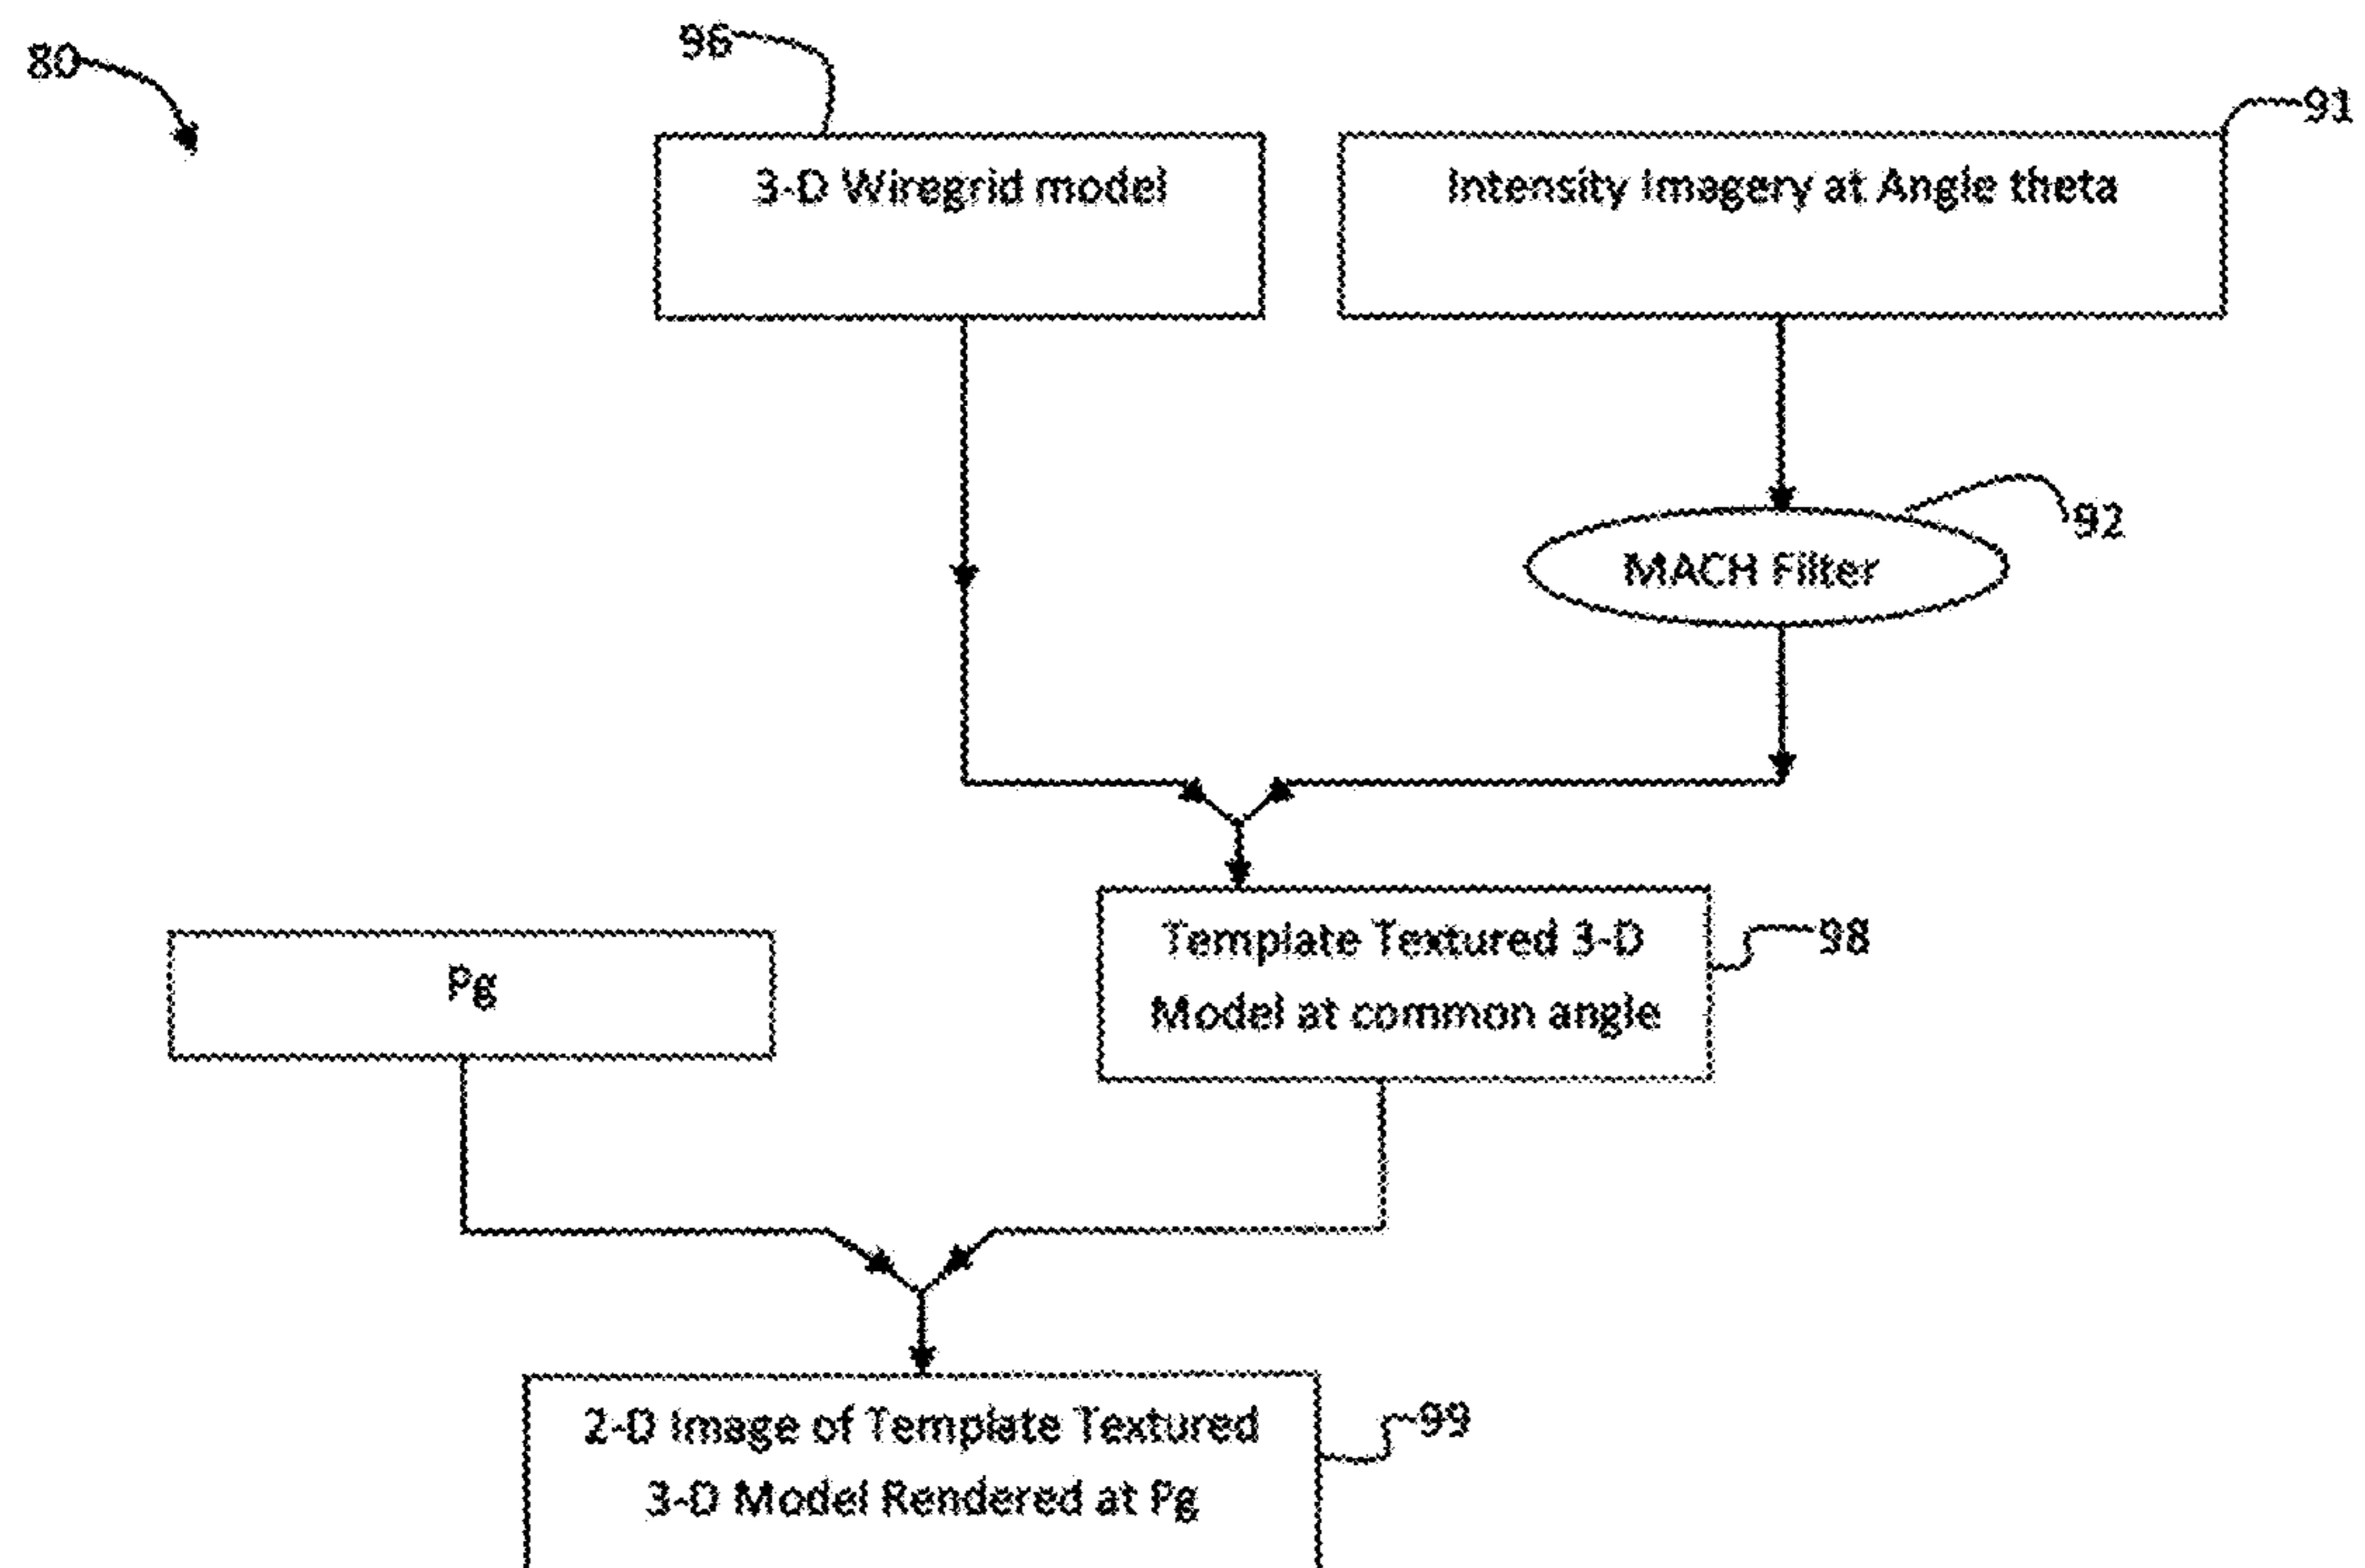 80
96
91
3-D Wiregrid model
Intensity Imagery at Angle theta
92
MACH Filter
Template Textured 3-D
Model at common angle
98
Pg
2-D Image of Template Textured
3-D Model Rendered at Pg
99